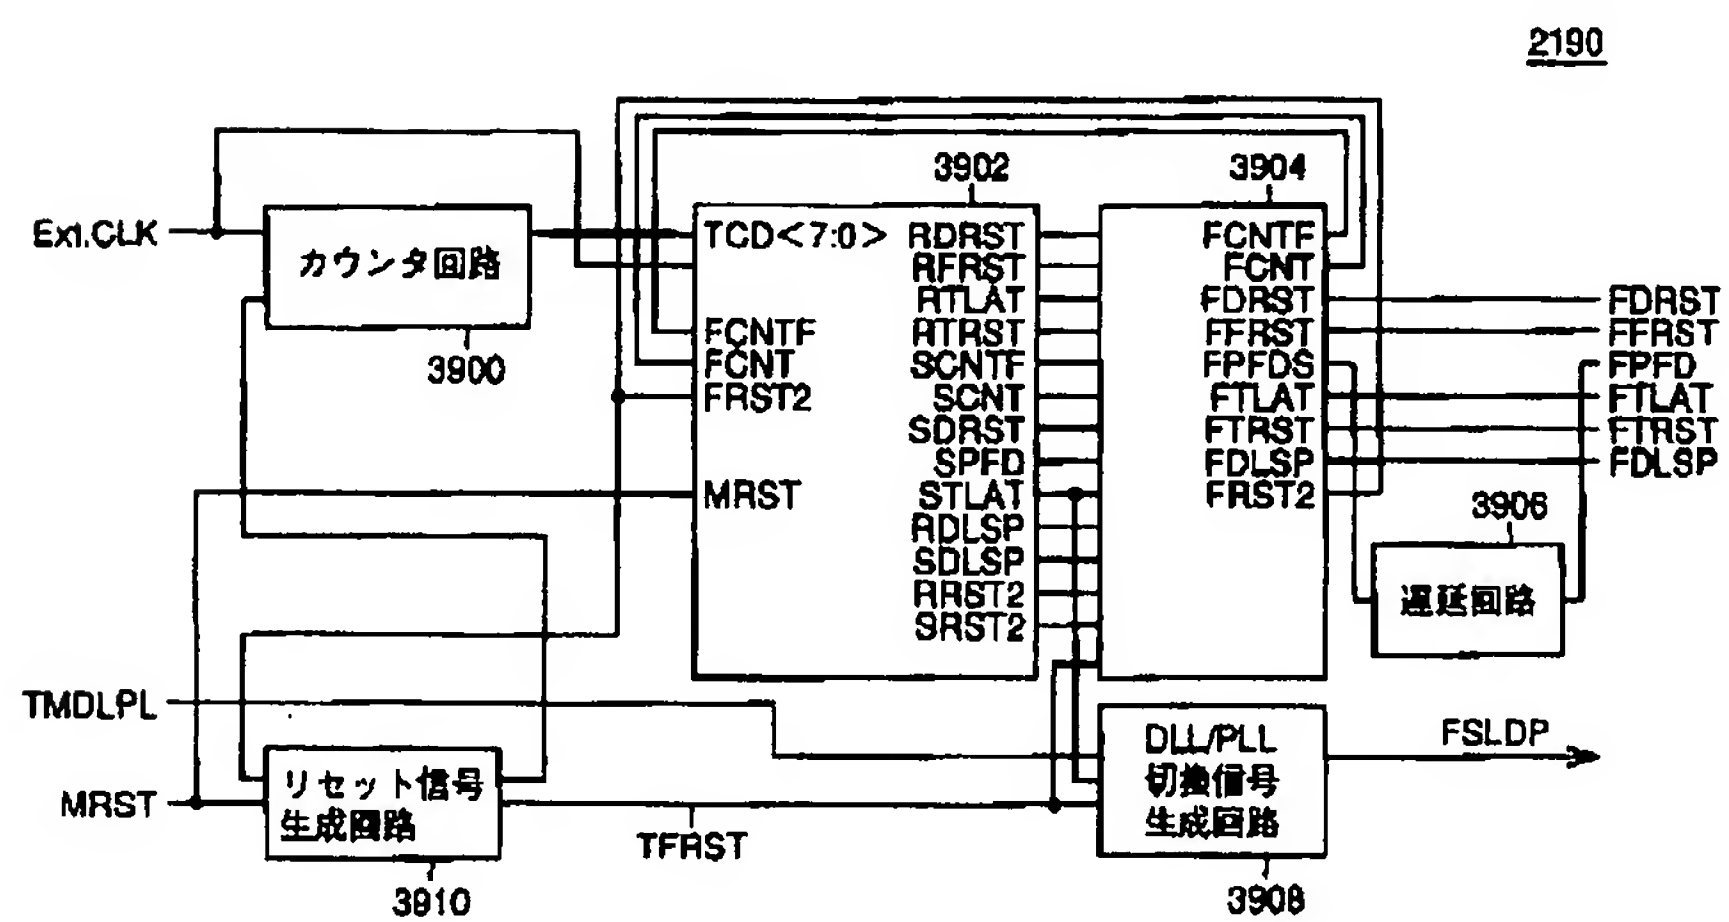 2190
Ext.CLK
カウンタ回路
3900
3902
TCD<7:0>
FCNTF
FCNT
FRST2
MRST
RDRST
RFRST
RTLAT
RTRST
SCNTF
SCNT
SDRST
SPFD
STLAT
RDLSP
SDLSP
RRST2
SRST2
3904
FCNTF
FCNT
FDRST
FFRST
FPFDS
FTLAT
FTRST
FDLSP
FRST2
FDRST
FFRST
FPFD
FTLAT
FTRST
FDLSP
3906
遅延回路
TMDLPL
MRST
リセット信号
生成回路
3910
TFRST
DLL/PLL
切換信号
生成回路
3908
FSLDP